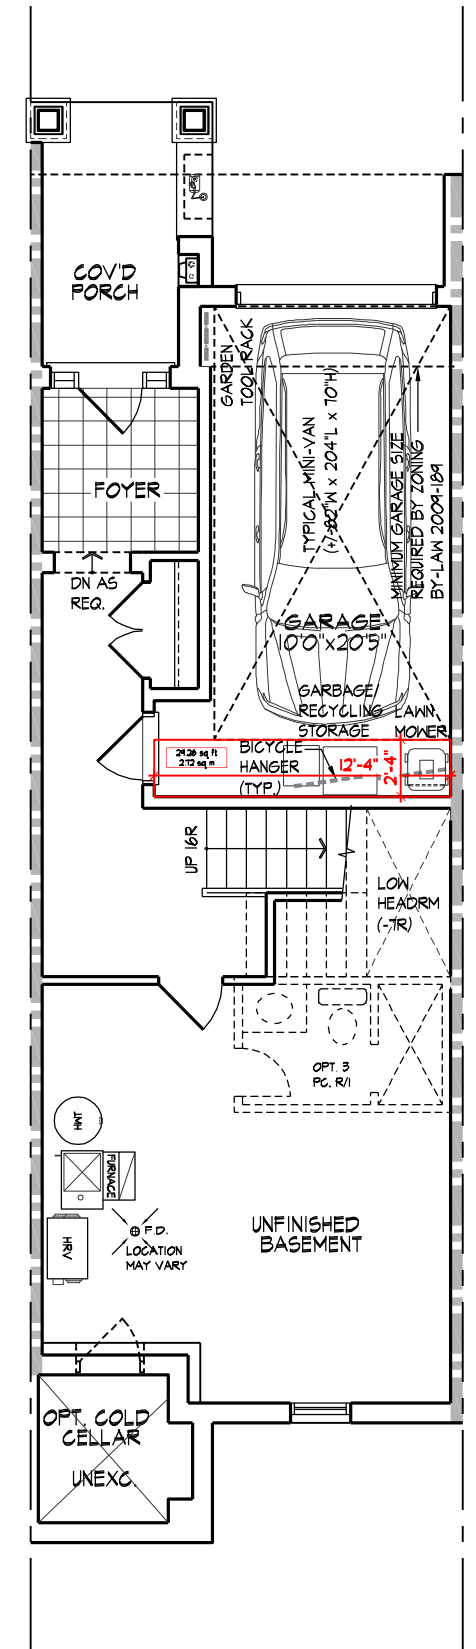 COV'D
PORCH
GARDEN
TOOL RACK
TYPICAL MINI-VAN
(+/-82"W x 204"L x 70"H)
MINIMUM GARAGE SIZE
REQUIRED BY ZONING
BY-LAW 2009-189
FOYER
DN AS
REQ.
GARAGE
10'0"x20'5"
GARBAGE/
RECYCLING
STORAGE
LAWN
MOWER
29.26 sq ft
2.72 sq m
BICYCLE
HANGER
(TYP.)
12'-4"
2'-4"
UP 16R
LOW
HEADRM
(-7R)
OPT. 3
PC. R/I
HWT
FURNACE
HRV
F.D.
LOCATION
MAY VARY
UNFINISHED
BASEMENT
OPT. COLD
CELLAR
UNEXC.